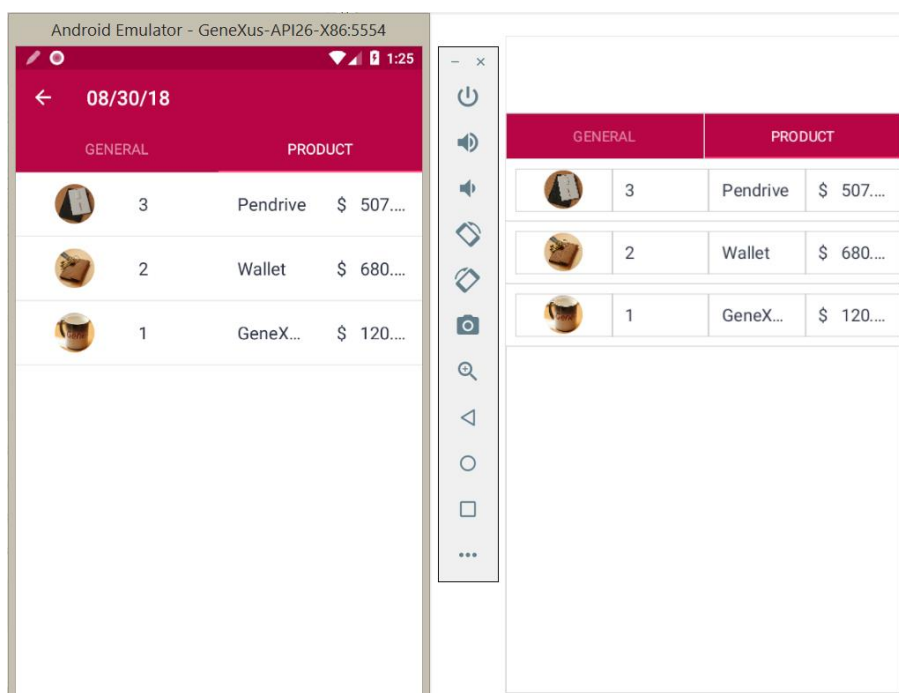 Android Emulator - GeneXus-API26-X86:5554
1:25
08/30/18
GENERAL PRODUCT
3 Pendrive $ 507....
2 Wallet $ 680....
1 GeneX... $ 120....
GENERAL PRODUCT
3 Pendrive $ 507....
2 Wallet $ 680....
1 GeneX... $ 120....